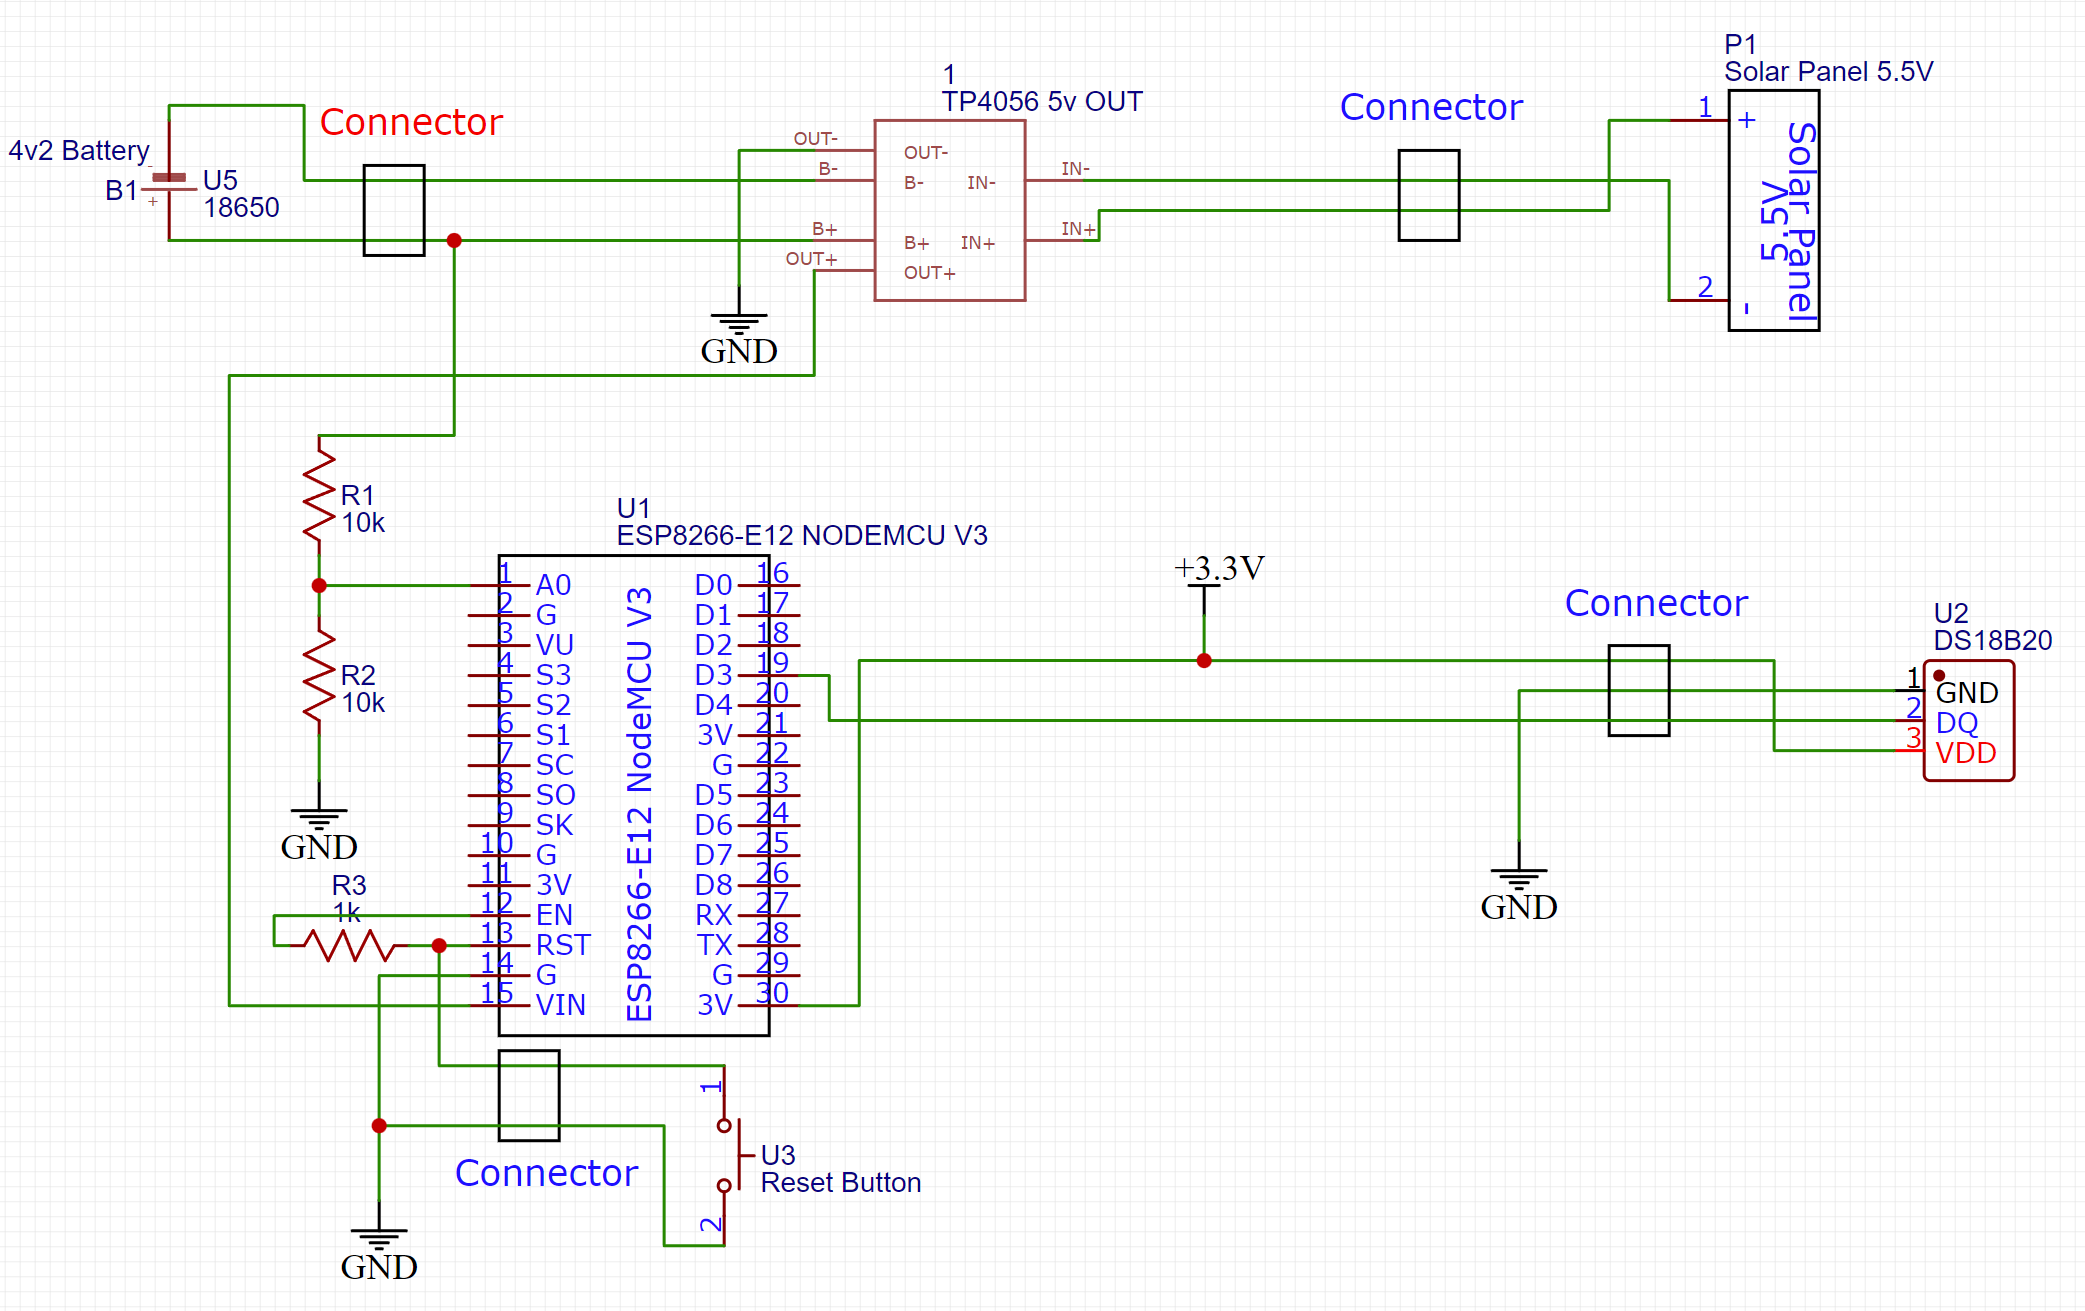 P1
Solar Panel 5.5V
1
TP4056 5v OUT
Connector
Connector
4v2 Battery
-
B1
+
U5
18650
OUT-
B-
B+
OUT+
OUT-
B-
B+
OUT+
IN-
IN+
IN-
IN+
1
+
2
-
Solar Panel
5.5V
GND
R1
10k
R2
10k
GND
U1
ESP8266-E12 NODEMCU V3
ESP8266-E12 NodeMCU V3
1 A0
2 G
3 VU
4 S3
5 S2
6 S1
7 SC
8 SO
9 SK
10 G
11 3V
12 EN
13 RST
14 G
15 VIN
D0 16
D1 17
D2 18
D3 19
D4 20
3V 21
G 22
D5 23
D6 24
D7 25
D8 26
RX 27
TX 28
G 29
3V 30
R3
1k
+3.3V
Connector
U2
DS18B20
1 GND
2 DQ
3 VDD
GND
Connector
1
2
U3
Reset Button
GND